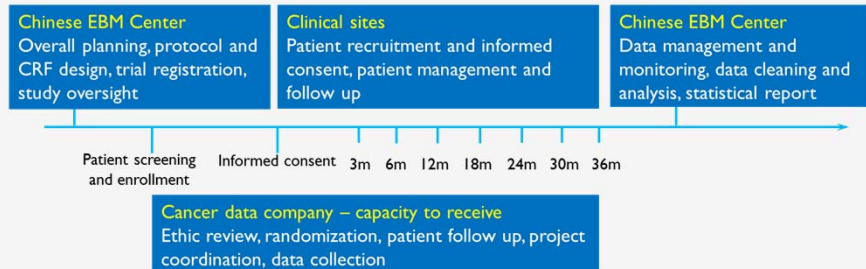 Chinese EBM Center
Overall planning, protocol and
CRF design, trial registration,
study oversight
Clinical sites
Patient recruitment and informed
consent, patient management and
follow up
Chinese EBM Center
Data management and
monitoring, data cleaning and
analysis, statistical report
Patient screening
and enrollment
Informed consent
3m
6m
12m
18m
24m
30m
36m
Cancer data company – capacity to receive
Ethic review, randomization, patient follow up, project
coordination, data collection